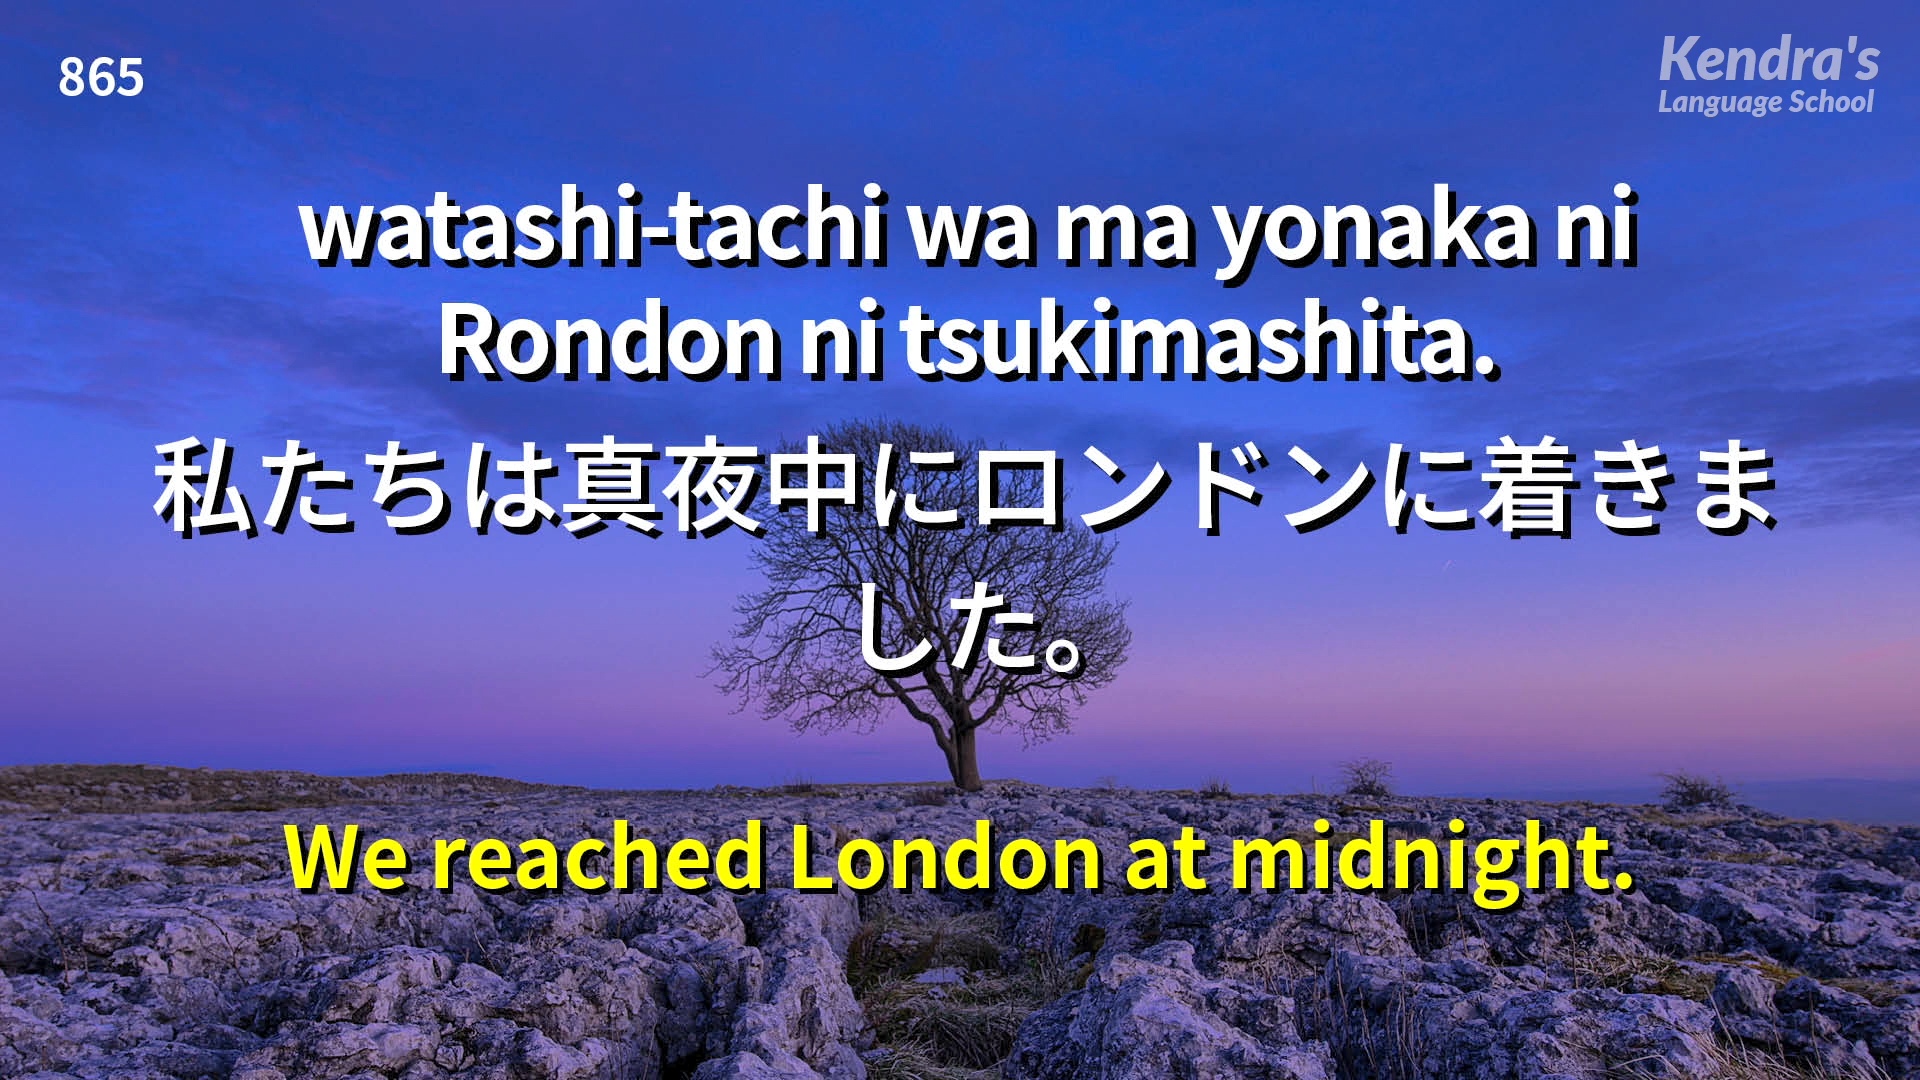 865
Kendra's
Language School
watashi-tachi wa ma yonaka ni
Rondon ni tsukimashita.
私たちは真夜中にロンドンに着きま
した。
We reached London at midnight.